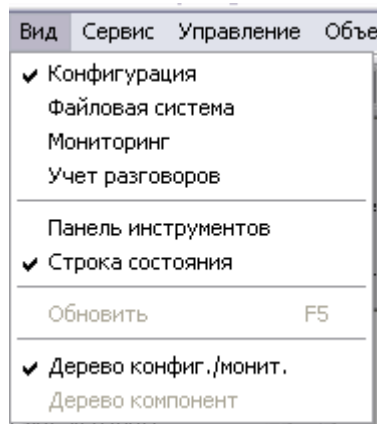 Вид Сервис Управление Объе
Конфигурация
Файловая система
Мониторинг
Учет разговоров
Панель инструментов
Строка состояния
Обновить F5
Дерево конфиг./монит.
Дерево компонент